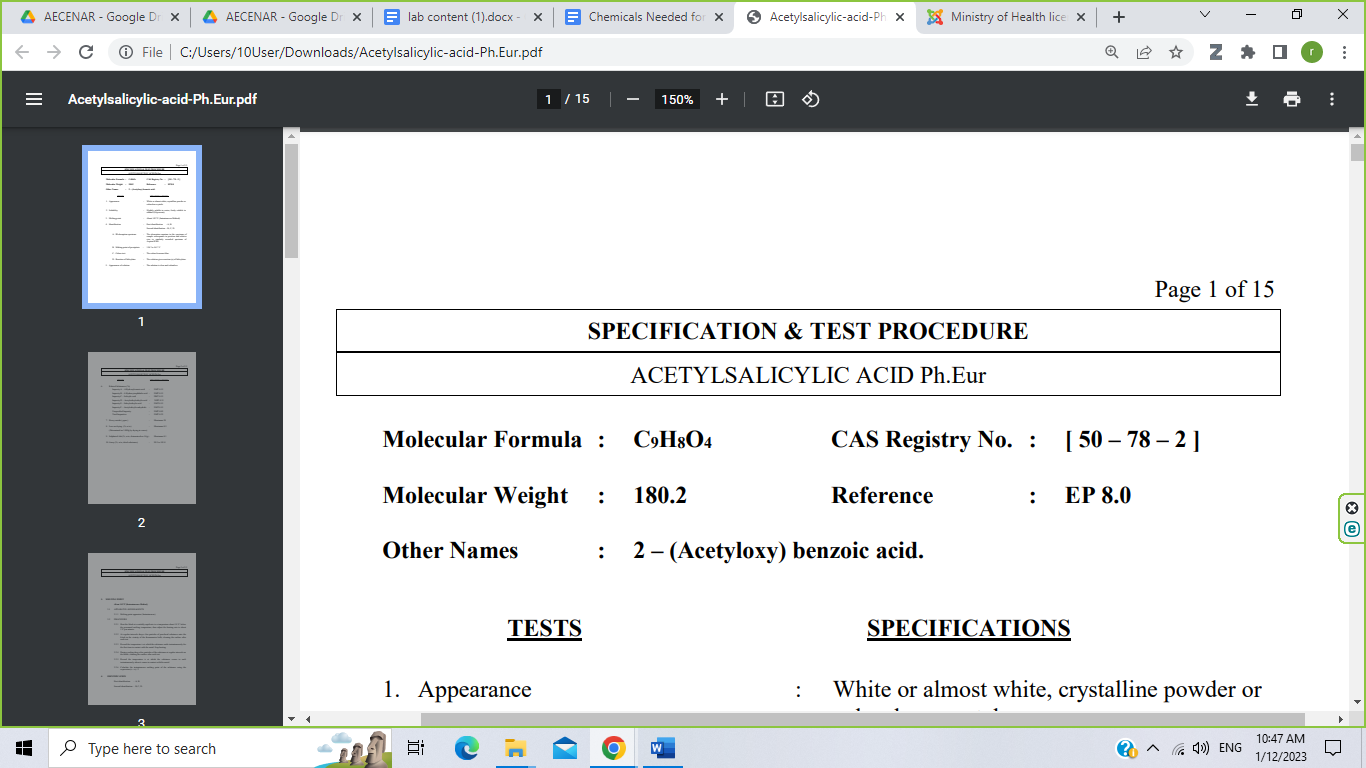 AECENAR - Google Dr
AECENAR - Google Dr
lab content (1).docx -
Chemicals Needed for
Acetylsalicylic-acid-Ph
Ministry of Health lice
File
C:/Users/10User/Downloads/Acetylsalicylic-acid-Ph.Eur.pdf
r
Acetylsalicylic-acid-Ph.Eur.pdf
1 / 15
150%
1
2
3
Page 1 of 15
SPECIFICATION & TEST PROCEDURE
ACETYLSALICYLIC ACID Ph.Eur
Molecular Formula : C9H8O4 CAS Registry No. : [ 50 – 78 – 2 ]
Molecular Weight : 180.2 Reference : EP 8.0
Other Names : 2 – (Acetyloxy) benzoic acid.
TESTS SPECIFICATIONS
1. Appearance : White or almost white, crystalline powder or
Type here to search
ENG
10:47 AM
1/12/2023